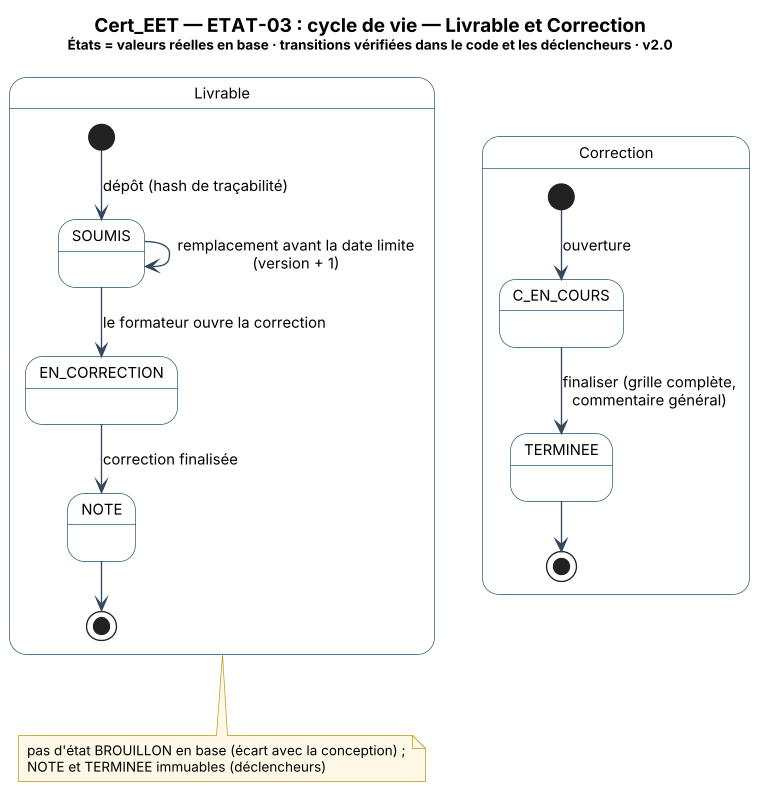 Cert_EET — ETAT-03 : cycle de vie — Livrable et Correction
États = valeurs réelles en base · transitions vérifiées dans le code et les déclencheurs · v2.0
Livrable
dépôt (hash de traçabilité)
SOUMIS
remplacement avant la date limite
(version + 1)
le formateur ouvre la correction
EN_CORRECTION
correction finalisée
NOTE
Correction
ouverture
C_EN_COURS
finaliser (grille complète,
commentaire général)
TERMINEE
pas d'état BROUILLON en base (écart avec la conception) ;
NOTE et TERMINEE immuables (déclencheurs)